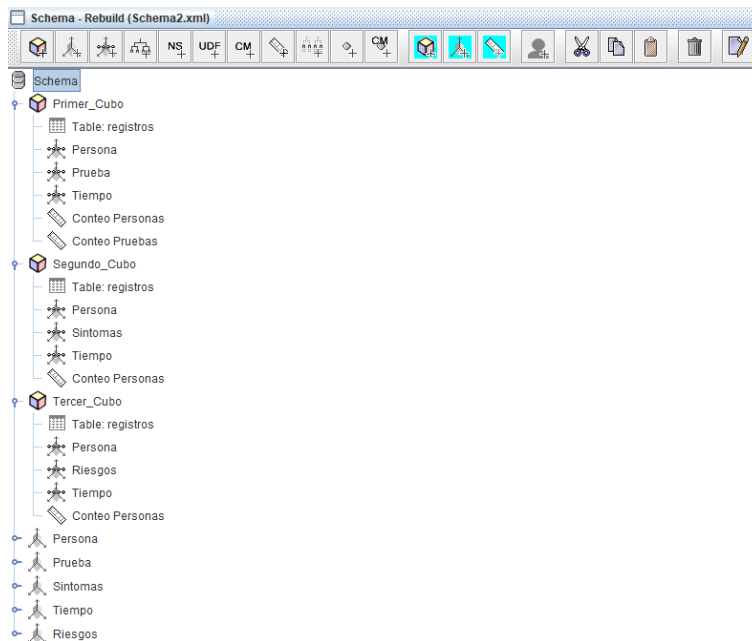 Schema - Rebuild (Schema2.xml)
NS UDF CM CM
Schema
Primer_Cubo
Table: registros
Persona
Prueba
Tiempo
Conteo Personas
Conteo Pruebas
Segundo_Cubo
Table: registros
Persona
Sintomas
Tiempo
Conteo Personas
Tercer_Cubo
Table: registros
Persona
Riesgos
Tiempo
Conteo Personas
Persona
Prueba
Sintomas
Tiempo
Riesgos